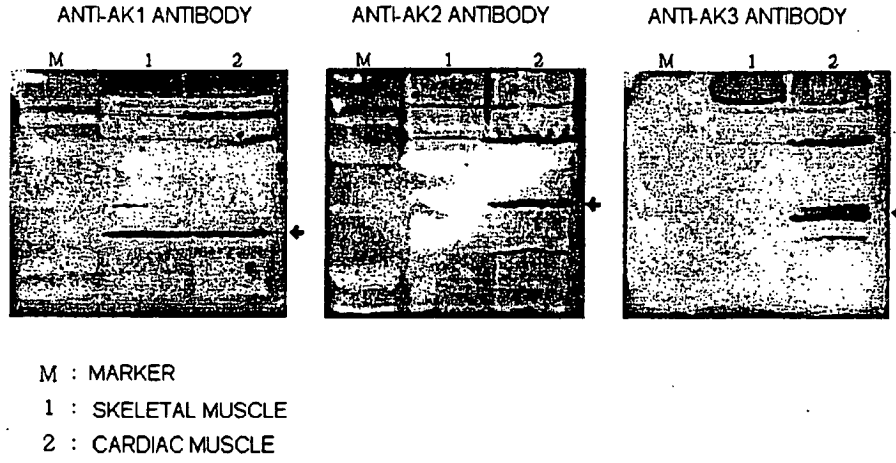 ANTI-AK1 ANTIBODY
ANTI-AK2 ANTIBODY
ANTI-AK3 ANTIBODY
M 1 2
M 1 2
M 1 2
M : MARKER
1 : SKELETAL MUSCLE
2 : CARDIAC MUSCLE